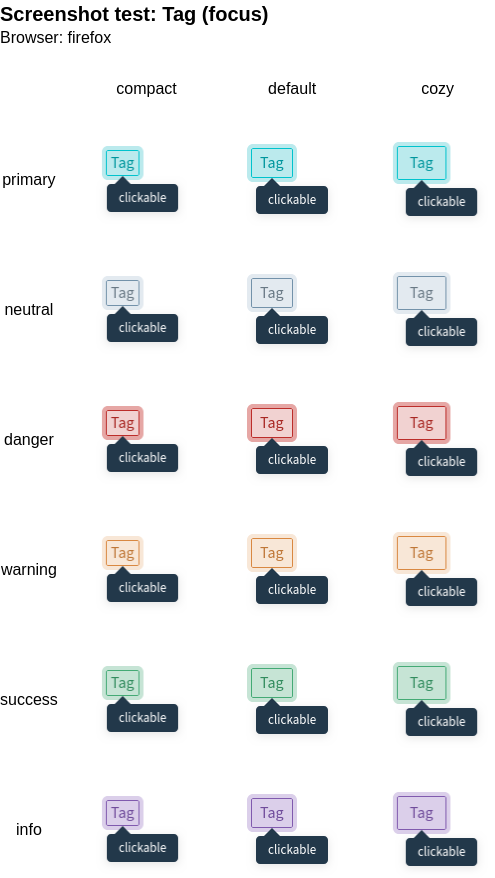 Screenshot test: Tag (focus)
Browser: firefox
compact default cozy
primary Tag Tag Tag
clickable clickable clickable
neutral Tag Tag Tag
clickable clickable clickable
danger Tag Tag Tag
clickable clickable clickable
warning Tag Tag Tag
clickable clickable clickable
success Tag Tag Tag
clickable clickable clickable
info Tag Tag Tag
clickable clickable clickable